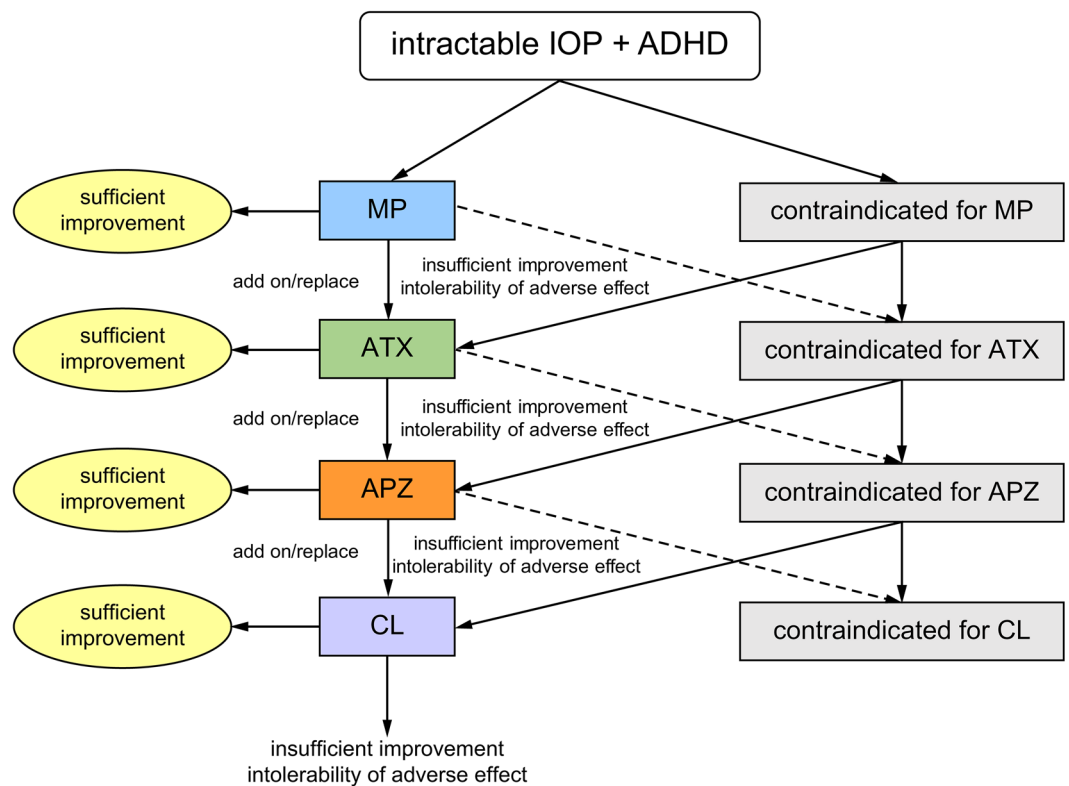 intractable IOP + ADHD
sufficient
improvement
MP
contraindicated for MP
add on/replace
insufficient improvement
intolerability of adverse effect
sufficient
improvement
ATX
contraindicated for ATX
add on/replace
insufficient improvement
intolerability of adverse effect
sufficient
improvement
APZ
contraindicated for APZ
add on/replace
insufficient improvement
intolerability of adverse effect
sufficient
improvement
CL
contraindicated for CL
insufficient improvement
intolerability of adverse effect